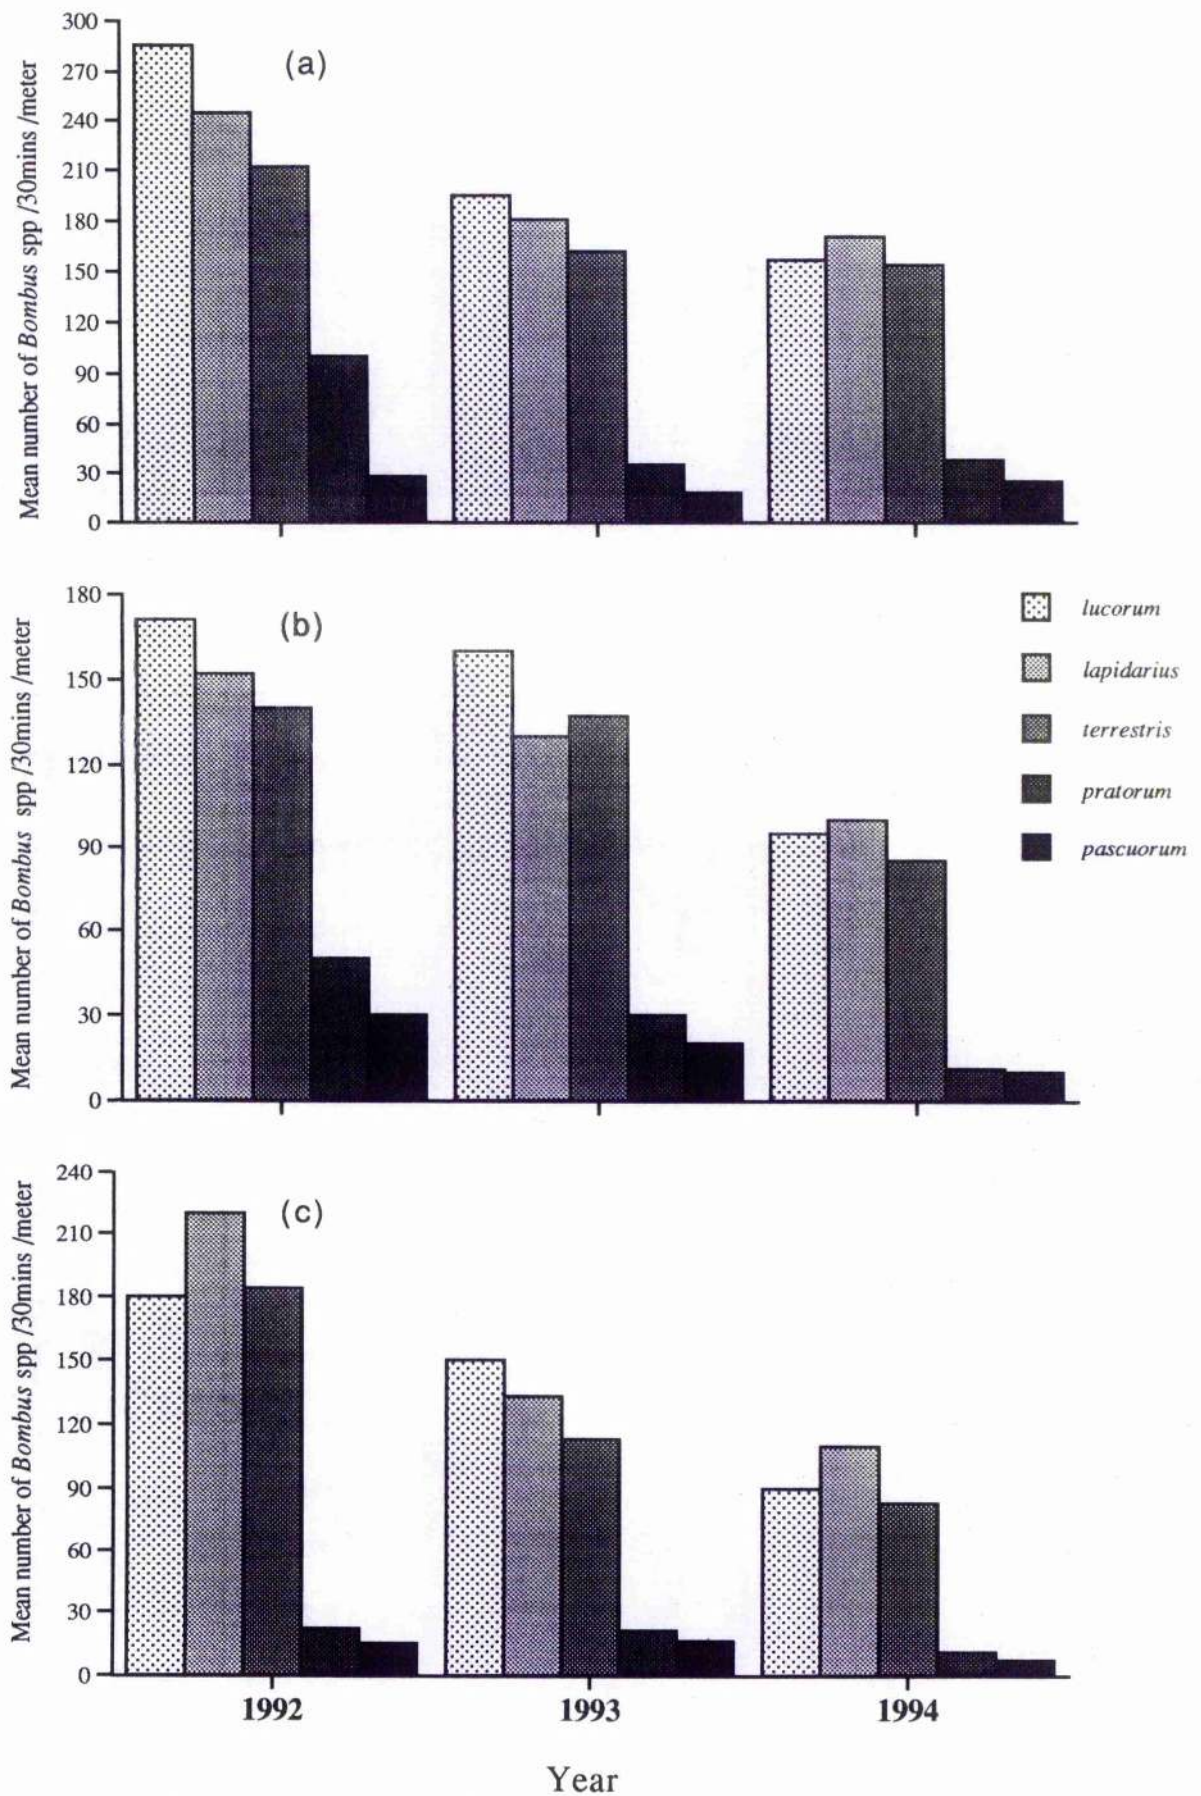 Mean number of Bombus spp /30mins /meter
300
270
240
210
180
150
120
90
60
30
0
(a)
Mean number of Bombus spp /30mins /meter
180
150
120
90
60
30
0
(b)
lucorum
lapidarius
terrestris
pratorum
pascuorum
Mean number of Bombus spp /30mins /meter
240
210
180
150
120
90
60
30
0
(c)
1992 1993 1994
Year